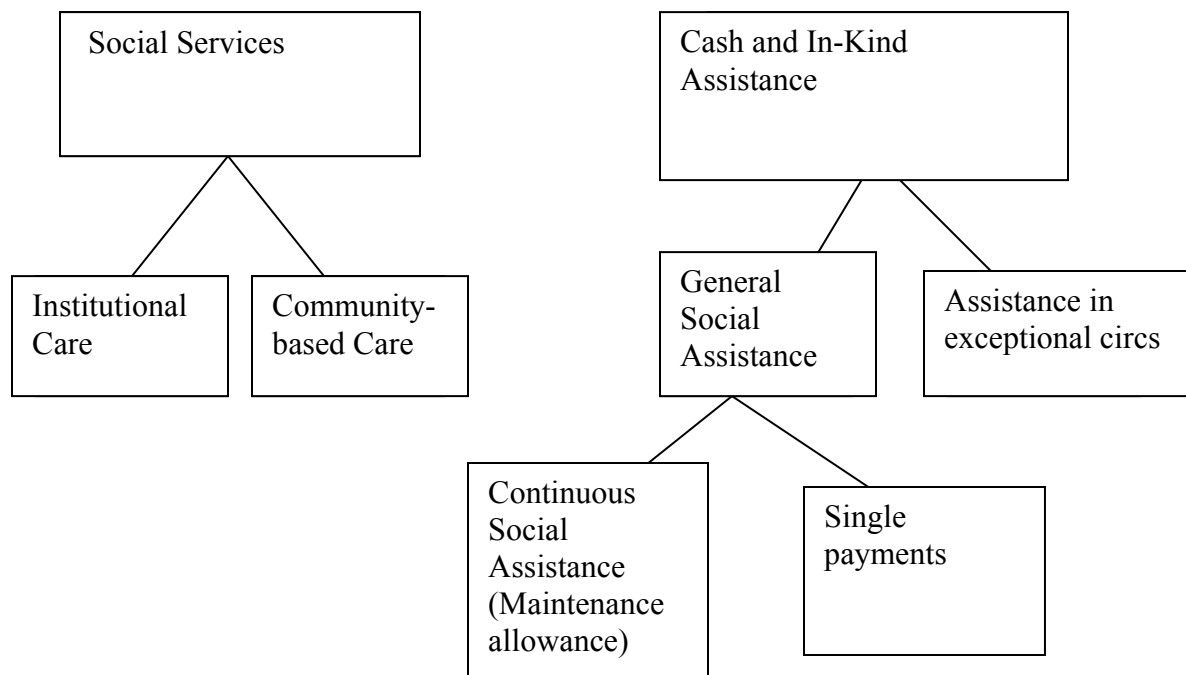 Social Services
Cash and In-Kind
Assistance
Institutional
Care
Community-
based Care
General
Social
Assistance
Assistance in
exceptional circs
Continuous
Social
Assistance
(Maintenance
allowance)
Single
payments